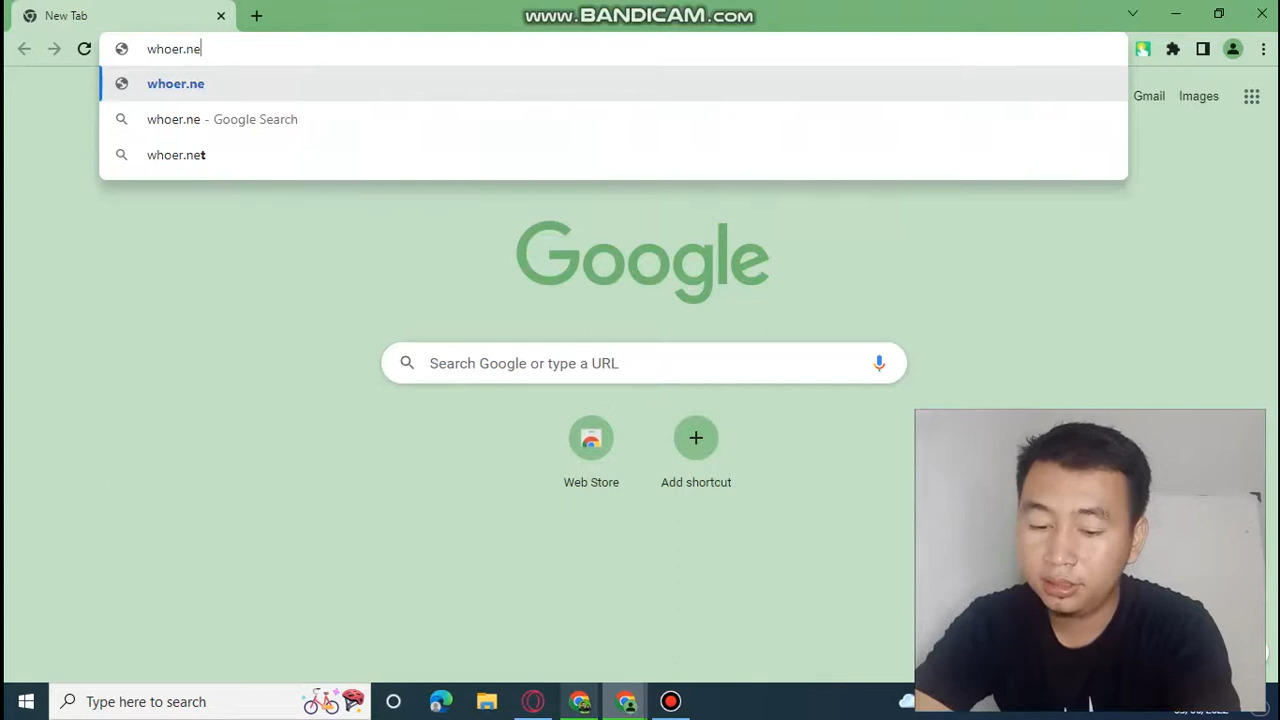 New Tab
www.BANDICAM.com
whoer.ne
whoer.ne
whoer.ne - Google Search
whoer.net
Gmail
Images
Google
Search Google or type a URL
Web Store
Add shortcut
Type here to search